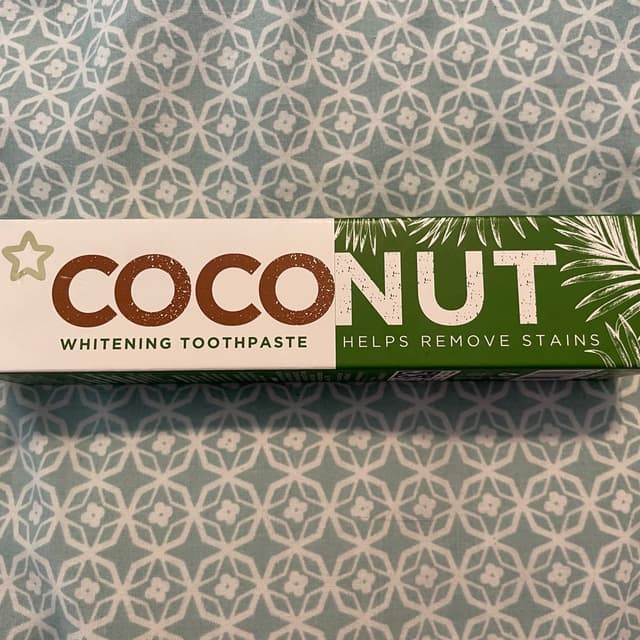 COCONUT
WHITENING TOOTHPASTE HELPS REMOVE STAINS